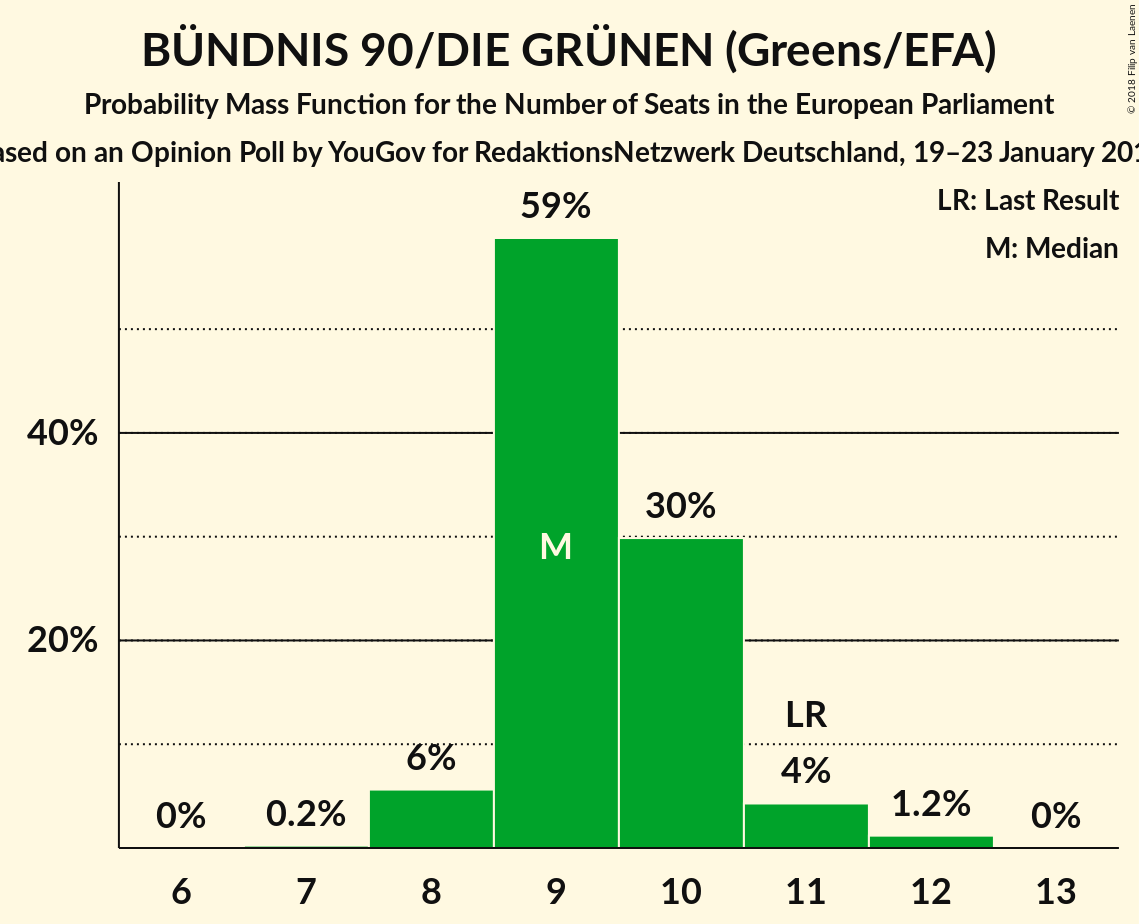 BÜNDNIS 90/DIE GRÜNEN (Greens/EFA)
Probability Mass Function for the Number of Seats in the European Parliament
on an Opinion Poll by YouGov for RedaktionsNetzwerk Deutschland, 19–23 January
© 2018 Filip van Laenen
LR: Last Result
M: Median
59%
40%
30%
M
20%
LR
6%
4%
0%
0.2%
1.2%
0%
6 7 8 9 10 11 12 13